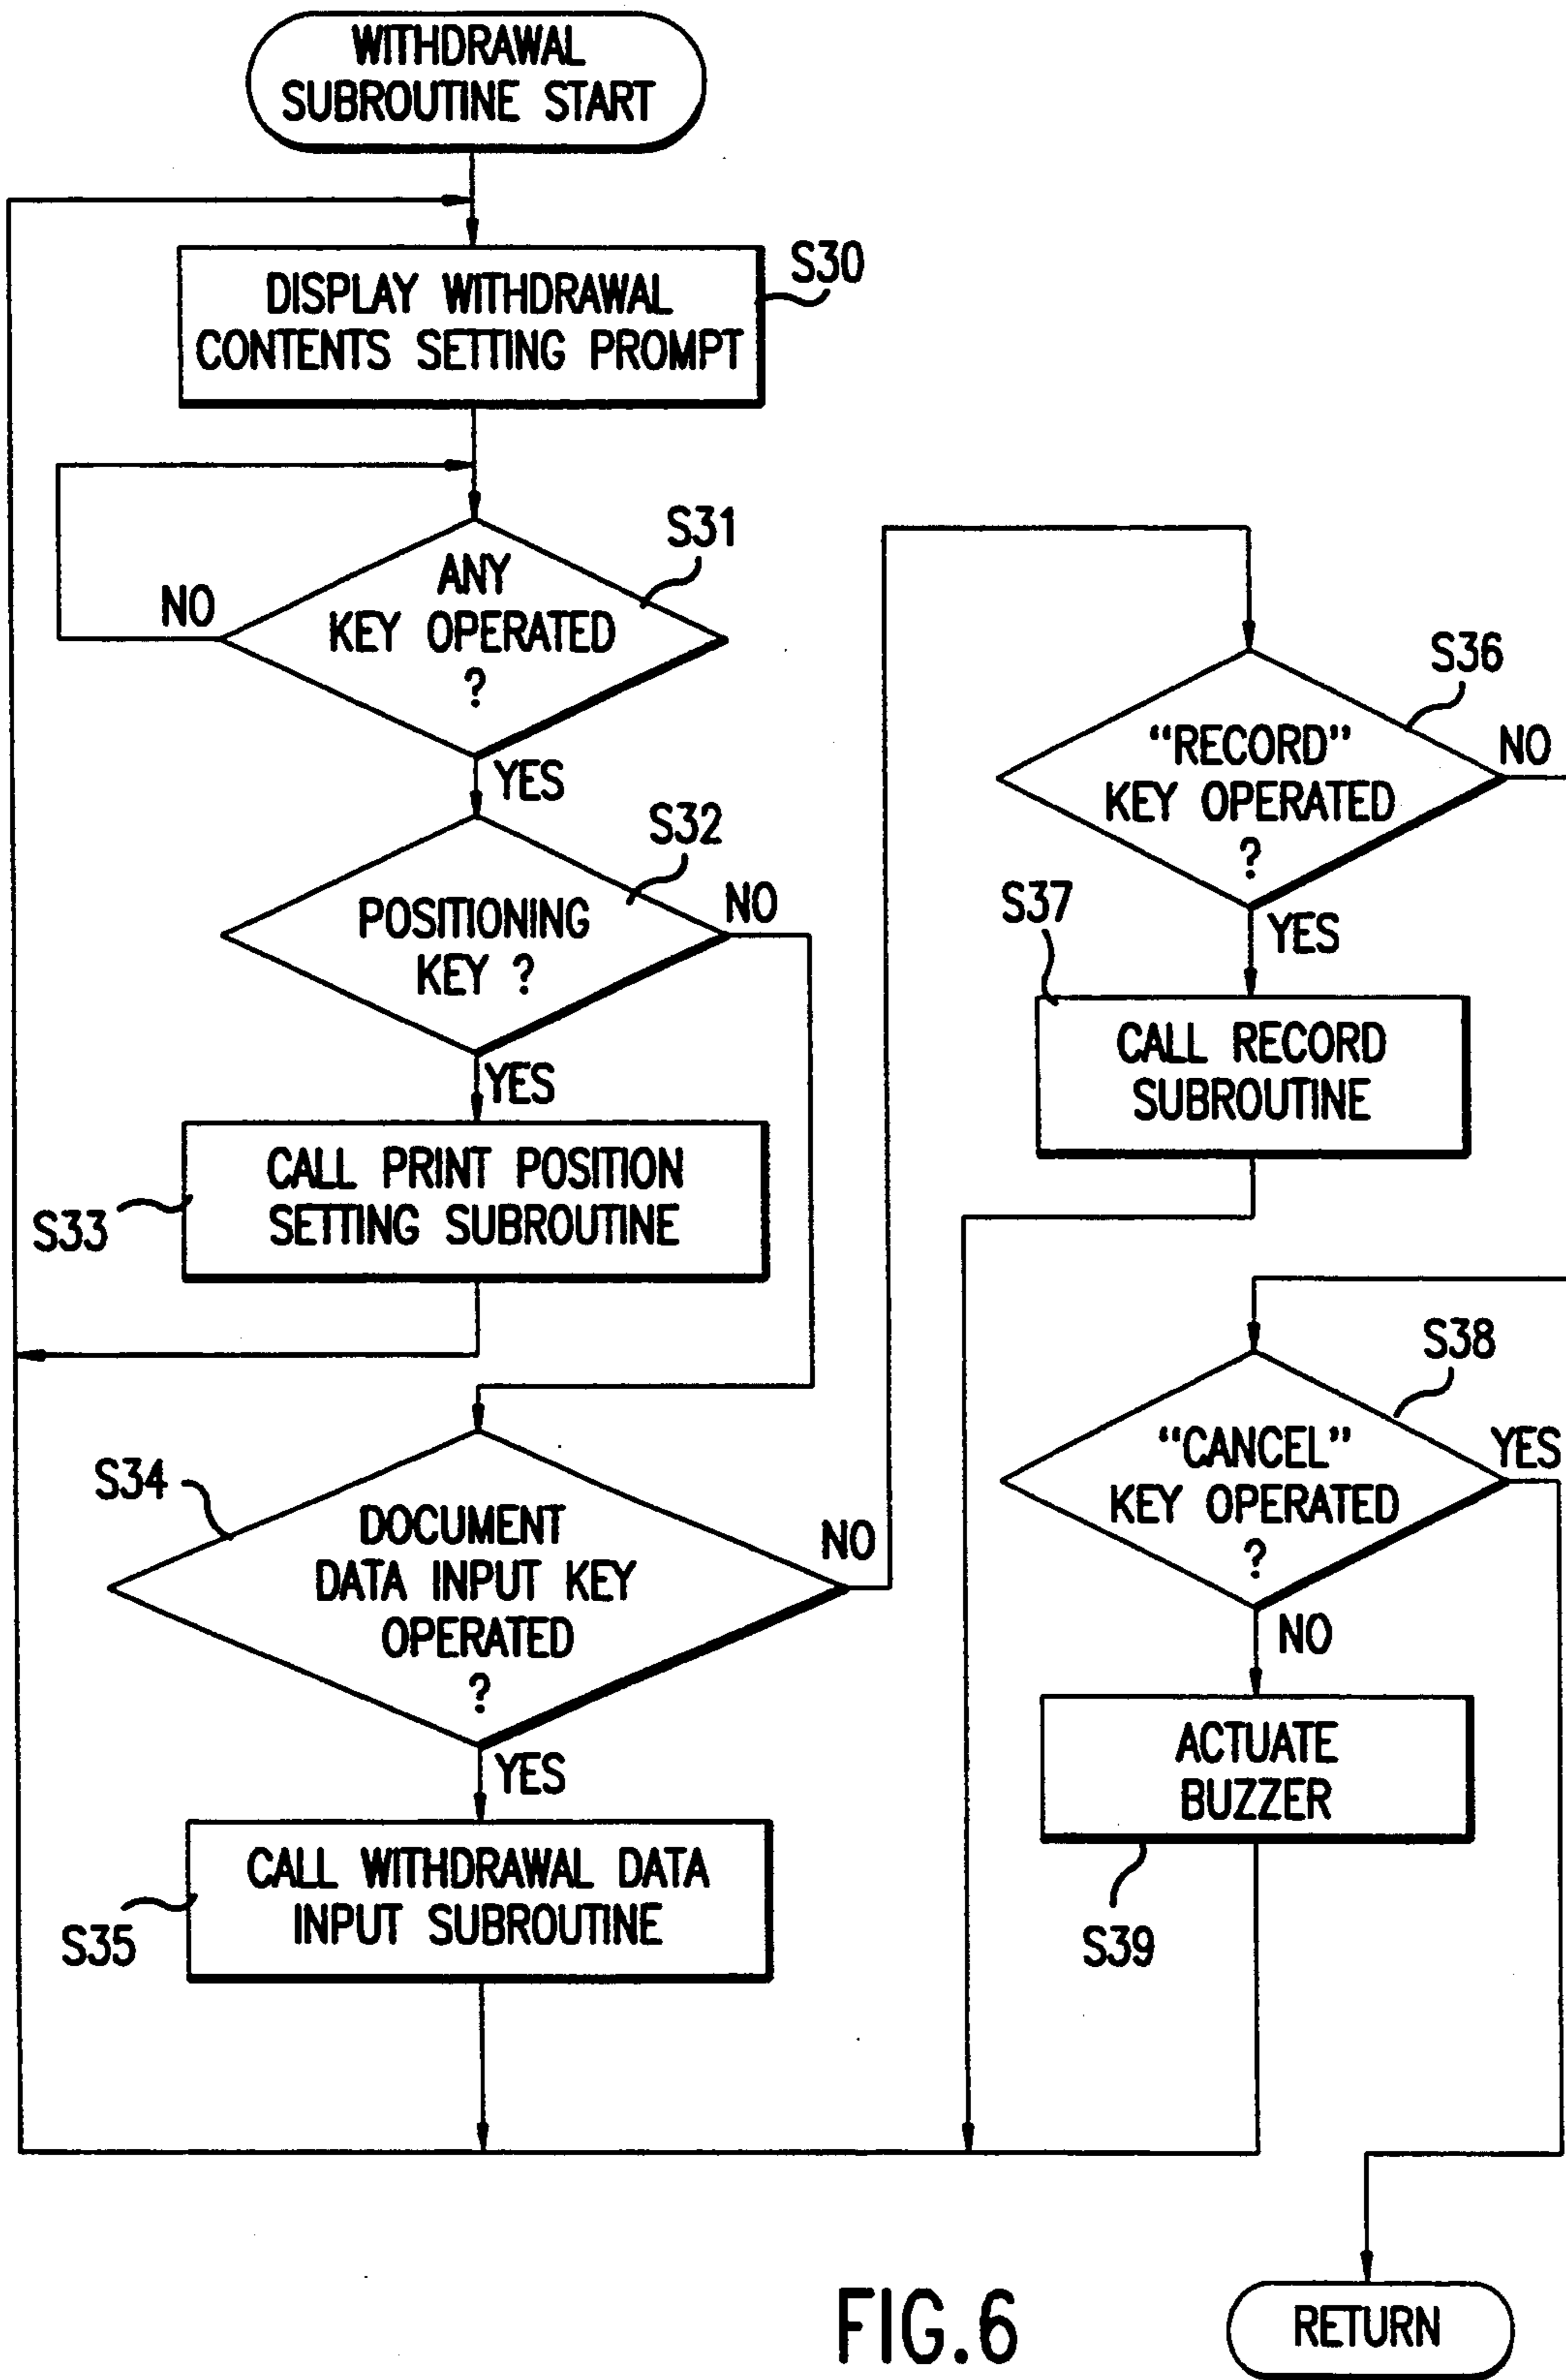 WITHDRAWAL
SUBROUTINE START
S30
DISPLAY WITHDRAWAL
CONTENTS SETTING PROMPT
S31
ANY
KEY OPERATED
?
NO
YES
S32
POSITIONING
KEY ?
NO
YES
CALL PRINT POSITION
SETTING SUBROUTINE
S33
S34
DOCUMENT
DATA INPUT KEY
OPERATED
?
NO
YES
CALL WITHDRAWAL DATA
INPUT SUBROUTINE
S35
S36
"RECORD"
KEY OPERATED
?
NO
YES
S37
CALL RECORD
SUBROUTINE
S38
"CANCEL"
KEY OPERATED
?
YES
NO
ACTUATE
BUZZER
S39
RETURN
FIG.6